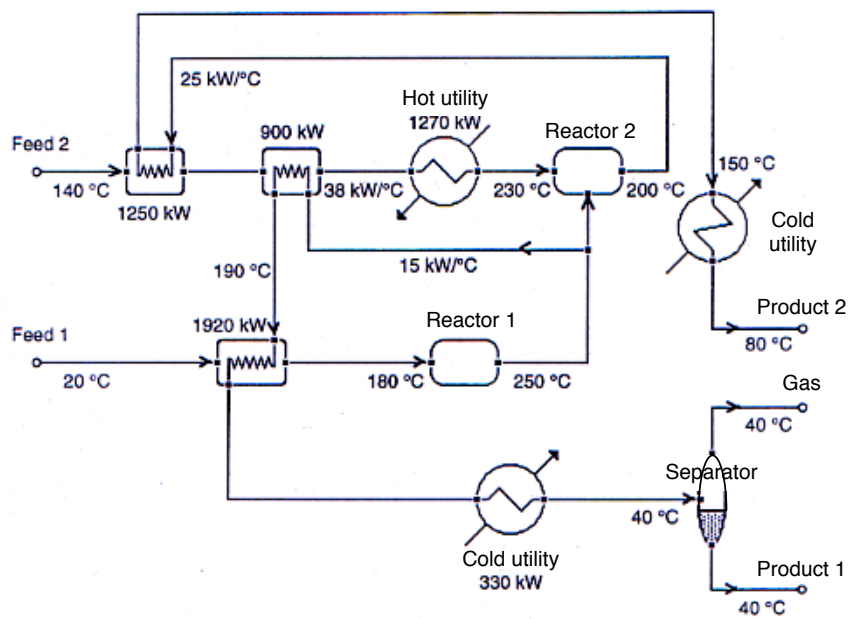 25 kW/°C
Hot utility
1270 kW
900 kW
Reactor 2
Feed 2
140 °C
1250 kW
38 kW/°C
230 °C
200 °C
150 °C
Cold
utility
190 °C
15 kW/°C
Product 2
80 °C
1920 kW
Reactor 1
Feed 1
20 °C
180 °C
250 °C
Gas
40 °C
Separator
40 °C
Cold utility
330 kW
Product 1
40 °C